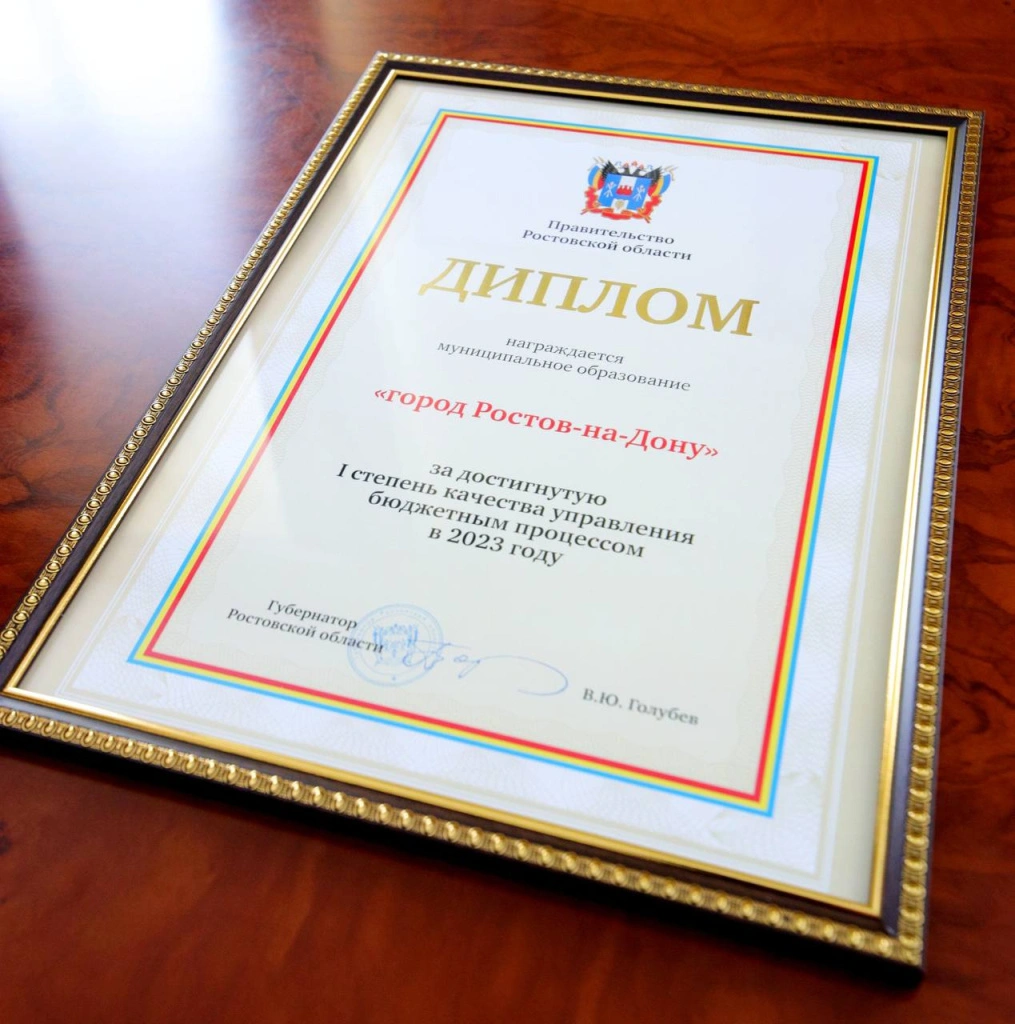 Правительство
Ростовской области
ДИПЛОМ
награждается
муниципальное образование
«город Ростов-на-Дону»
за достигнутую
I степень качества управления
бюджетным процессом
в 2023 году
Губернатор
Ростовской области
В.Ю. Голубев